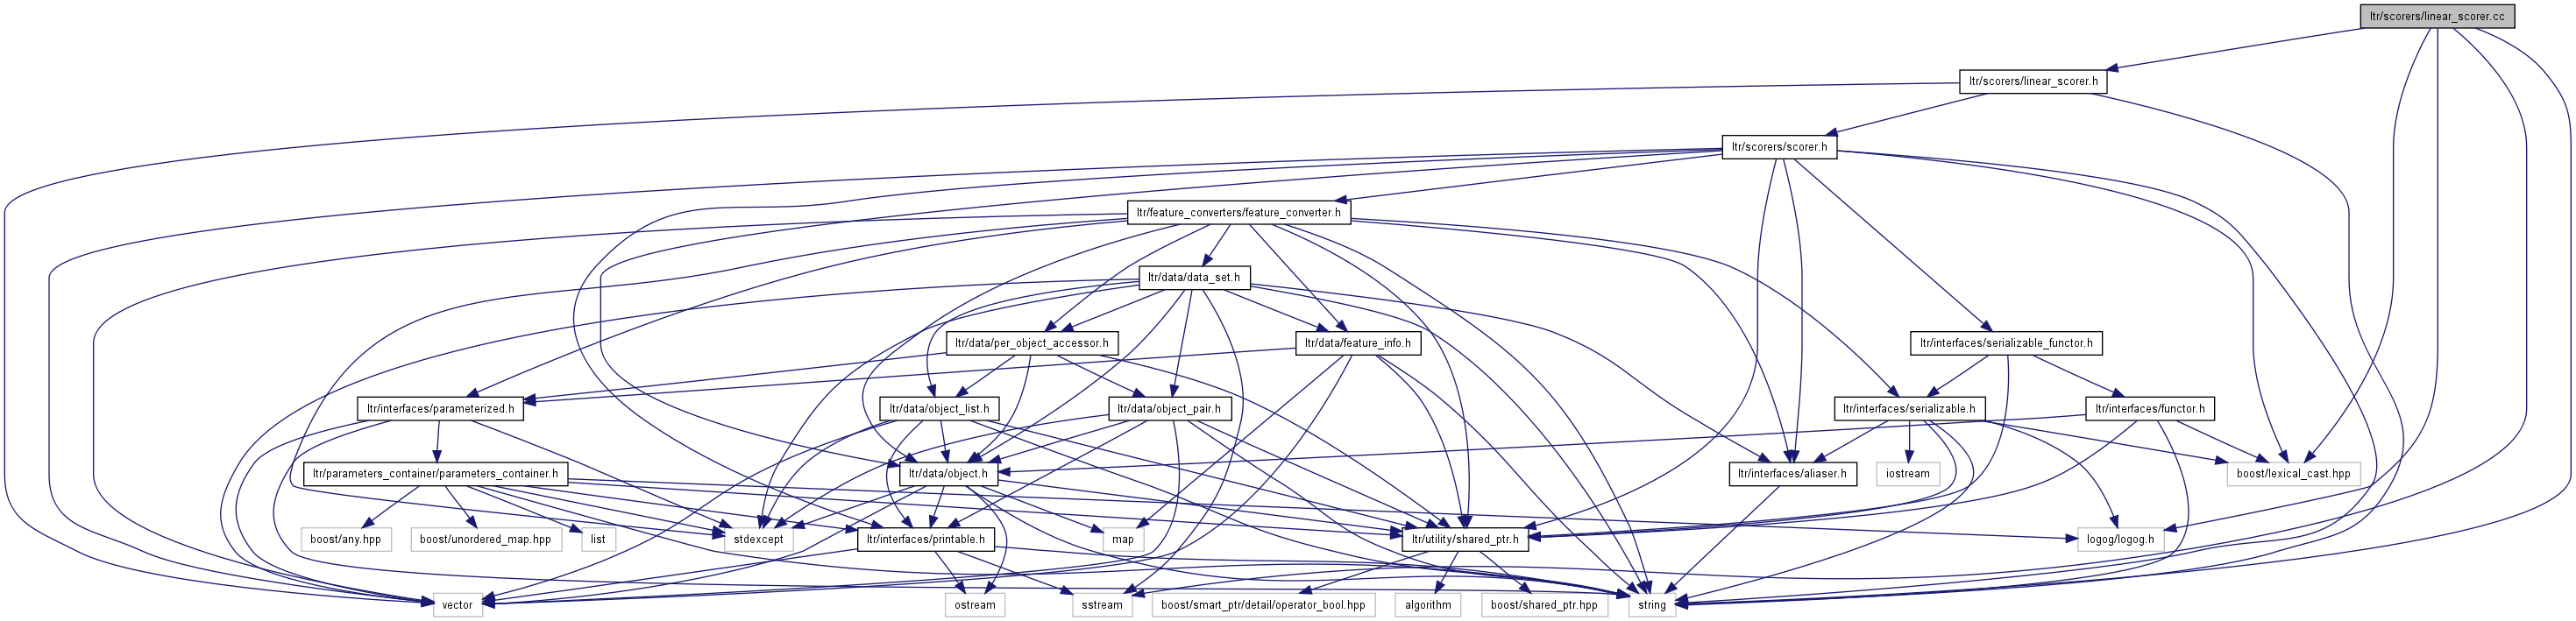 ltr/scorers/linear_scorer.cc
ltr/scorers/linear_scorer.h
ltr/scorers/scorer.h
ltr/feature_converters/feature_converter.h
ltr/data/data_set.h
ltr/data/per_object_accessor.h
ltr/data/feature_info.h
ltr/interfaces/serializable_functor.h
ltr/interfaces/parameterized.h
ltr/data/object_list.h
ltr/data/object_pair.h
ltr/interfaces/serializable.h
ltr/interfaces/functor.h
ltr/parameters_container/parameters_container.h
ltr/data/object.h
ltr/interfaces/aliaser.h
iostream
boost/lexical_cast.hpp
boost/any.hpp
boost/unordered_map.hpp
list
stdexcept
ltr/interfaces/printable.h
map
ltr/utility/shared_ptr.h
logog/logog.h
vector
ostream
sstream
boost/smart_ptr/detail/operator_bool.hpp
algorithm
boost/shared_ptr.hpp
string